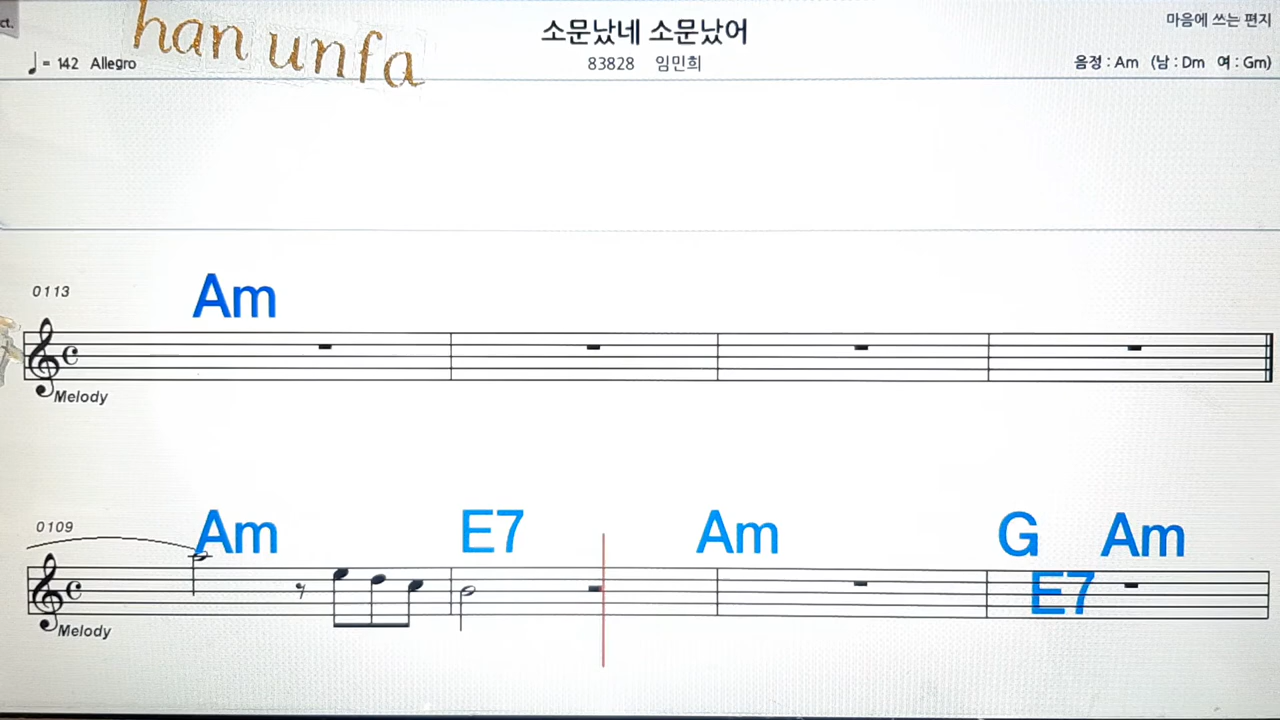 ct.
han unfa
소문났네 소문났어
마음에 쓰는 편지
♩ = 142 Allegro
83828 임민희
음정 : Am (남 : Dm 여 : Gm)
0113
Am
Melody
0109
Am E7 Am G Am
E7
Melody